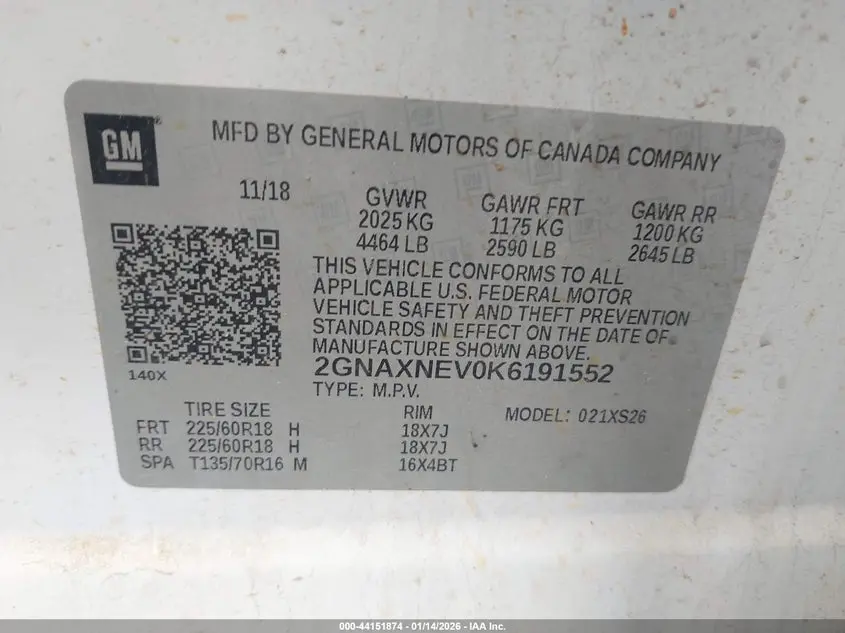 GM
MFD BY GENERAL MOTORS OF CANADA COMPANY
11/18
GVWR
2025 KG
4464 LB
GAWR FRT
1175 KG
2590 LB
GAWR RR
1200 KG
2645 LB
THIS VEHICLE CONFORMS TO ALL
APPLICABLE U.S. FEDERAL MOTOR
VEHICLE SAFETY AND THEFT PREVENTION
STANDARDS IN EFFECT ON THE DATE OF
MANUFACTURE SHOWN ABOVE.
2GNAXNEV0K6191552
TYPE: M.P.V.
140X
TIRE SIZE RIM MODEL: 021XS26
FRT 225/60R18 H 18X7J
RR 225/60R18 H 18X7J
SPA T135/70R16 M 16X4BT
000-44151874 | 01/14/2026 - IAA Inc.